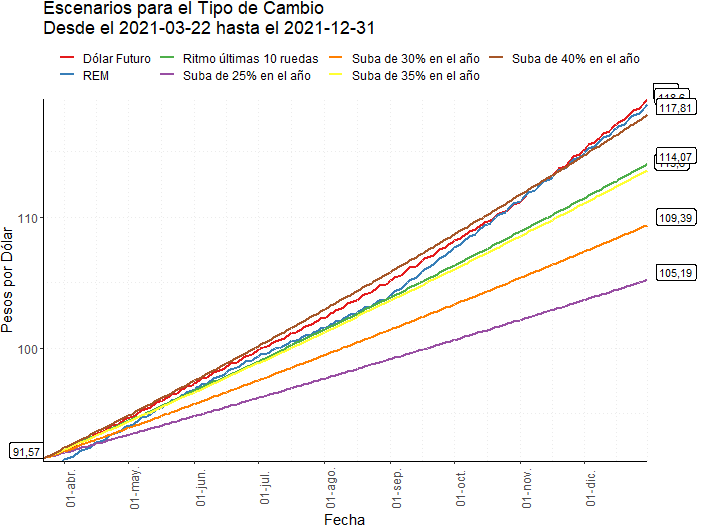 Escenarios para el Tipo de Cambio
Desde el 2021-03-22 hasta el 2021-12-31
Dólar Futuro
Ritmo últimas 10 ruedas
Suba de 30% en el año
Suba de 40% en el año
REM
Suba de 25% en el año
Suba de 35% en el año
117,81
114,07
110
109,39
Pesos por Dólar
105,19
100
91,57
01-abr.
01-may.
01-jun.
01-jul.
01-ago.
01-sep.
01-oct.
01-nov.
01-dic.
Fecha